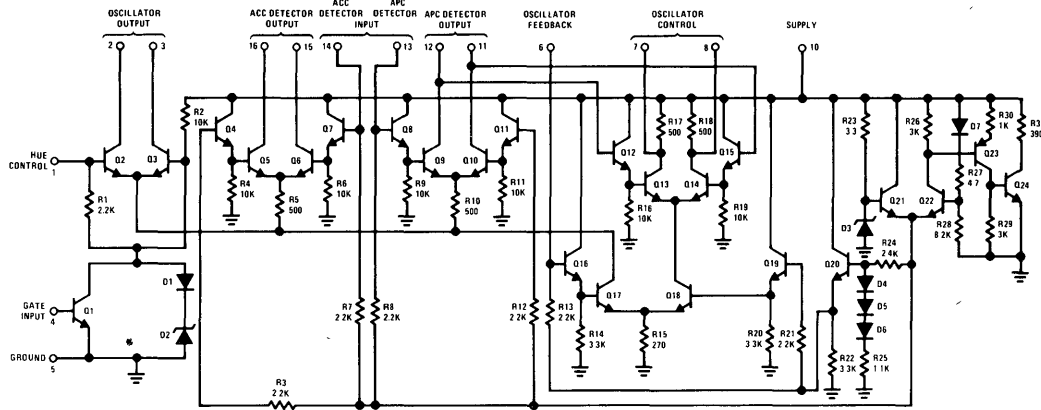 OSCILLATOR OUTPUT
ACC DETECTOR OUTPUT
ACC DETECTOR
APC DETECTOR
INPUT
APC DETECTOR OUTPUT
OSCILLATOR FEEDBACK
OSCILLATOR CONTROL
SUPPLY
2
3
16
15
14
13
12
11
6
7
8
10
R2
10K
Q4
Q7
Q8
Q11
R17
500
R18
500
R23
3 3
R26
3K
D7
R30
1K
R3
390
Q12
Q15
Q23
HUE CONTROL
1
Q2
Q3
Q5
Q6
Q9
Q10
Q13
Q14
Q21
Q22
R27
4 7
Q24
R1
2.2K
R4
10K
R5
500
R6
10K
R9
10K
R10
500
R11
10K
R16
10K
R19
10K
D3
R28
8 2K
R29
3K
R24
2 4K
D1
Q16
Q19
Q20
D4
GATE INPUT
4
Q1
D2
R7
2 2K
R8
2.2K
R12
2 2K
R13
2 2K
Q17
Q18
D5
D6
R14
3 3K
R15
270
R20
3 3K
R21
2 2K
R22
3 3K
R25
1 1K
GROUND
5
R3
2 2K